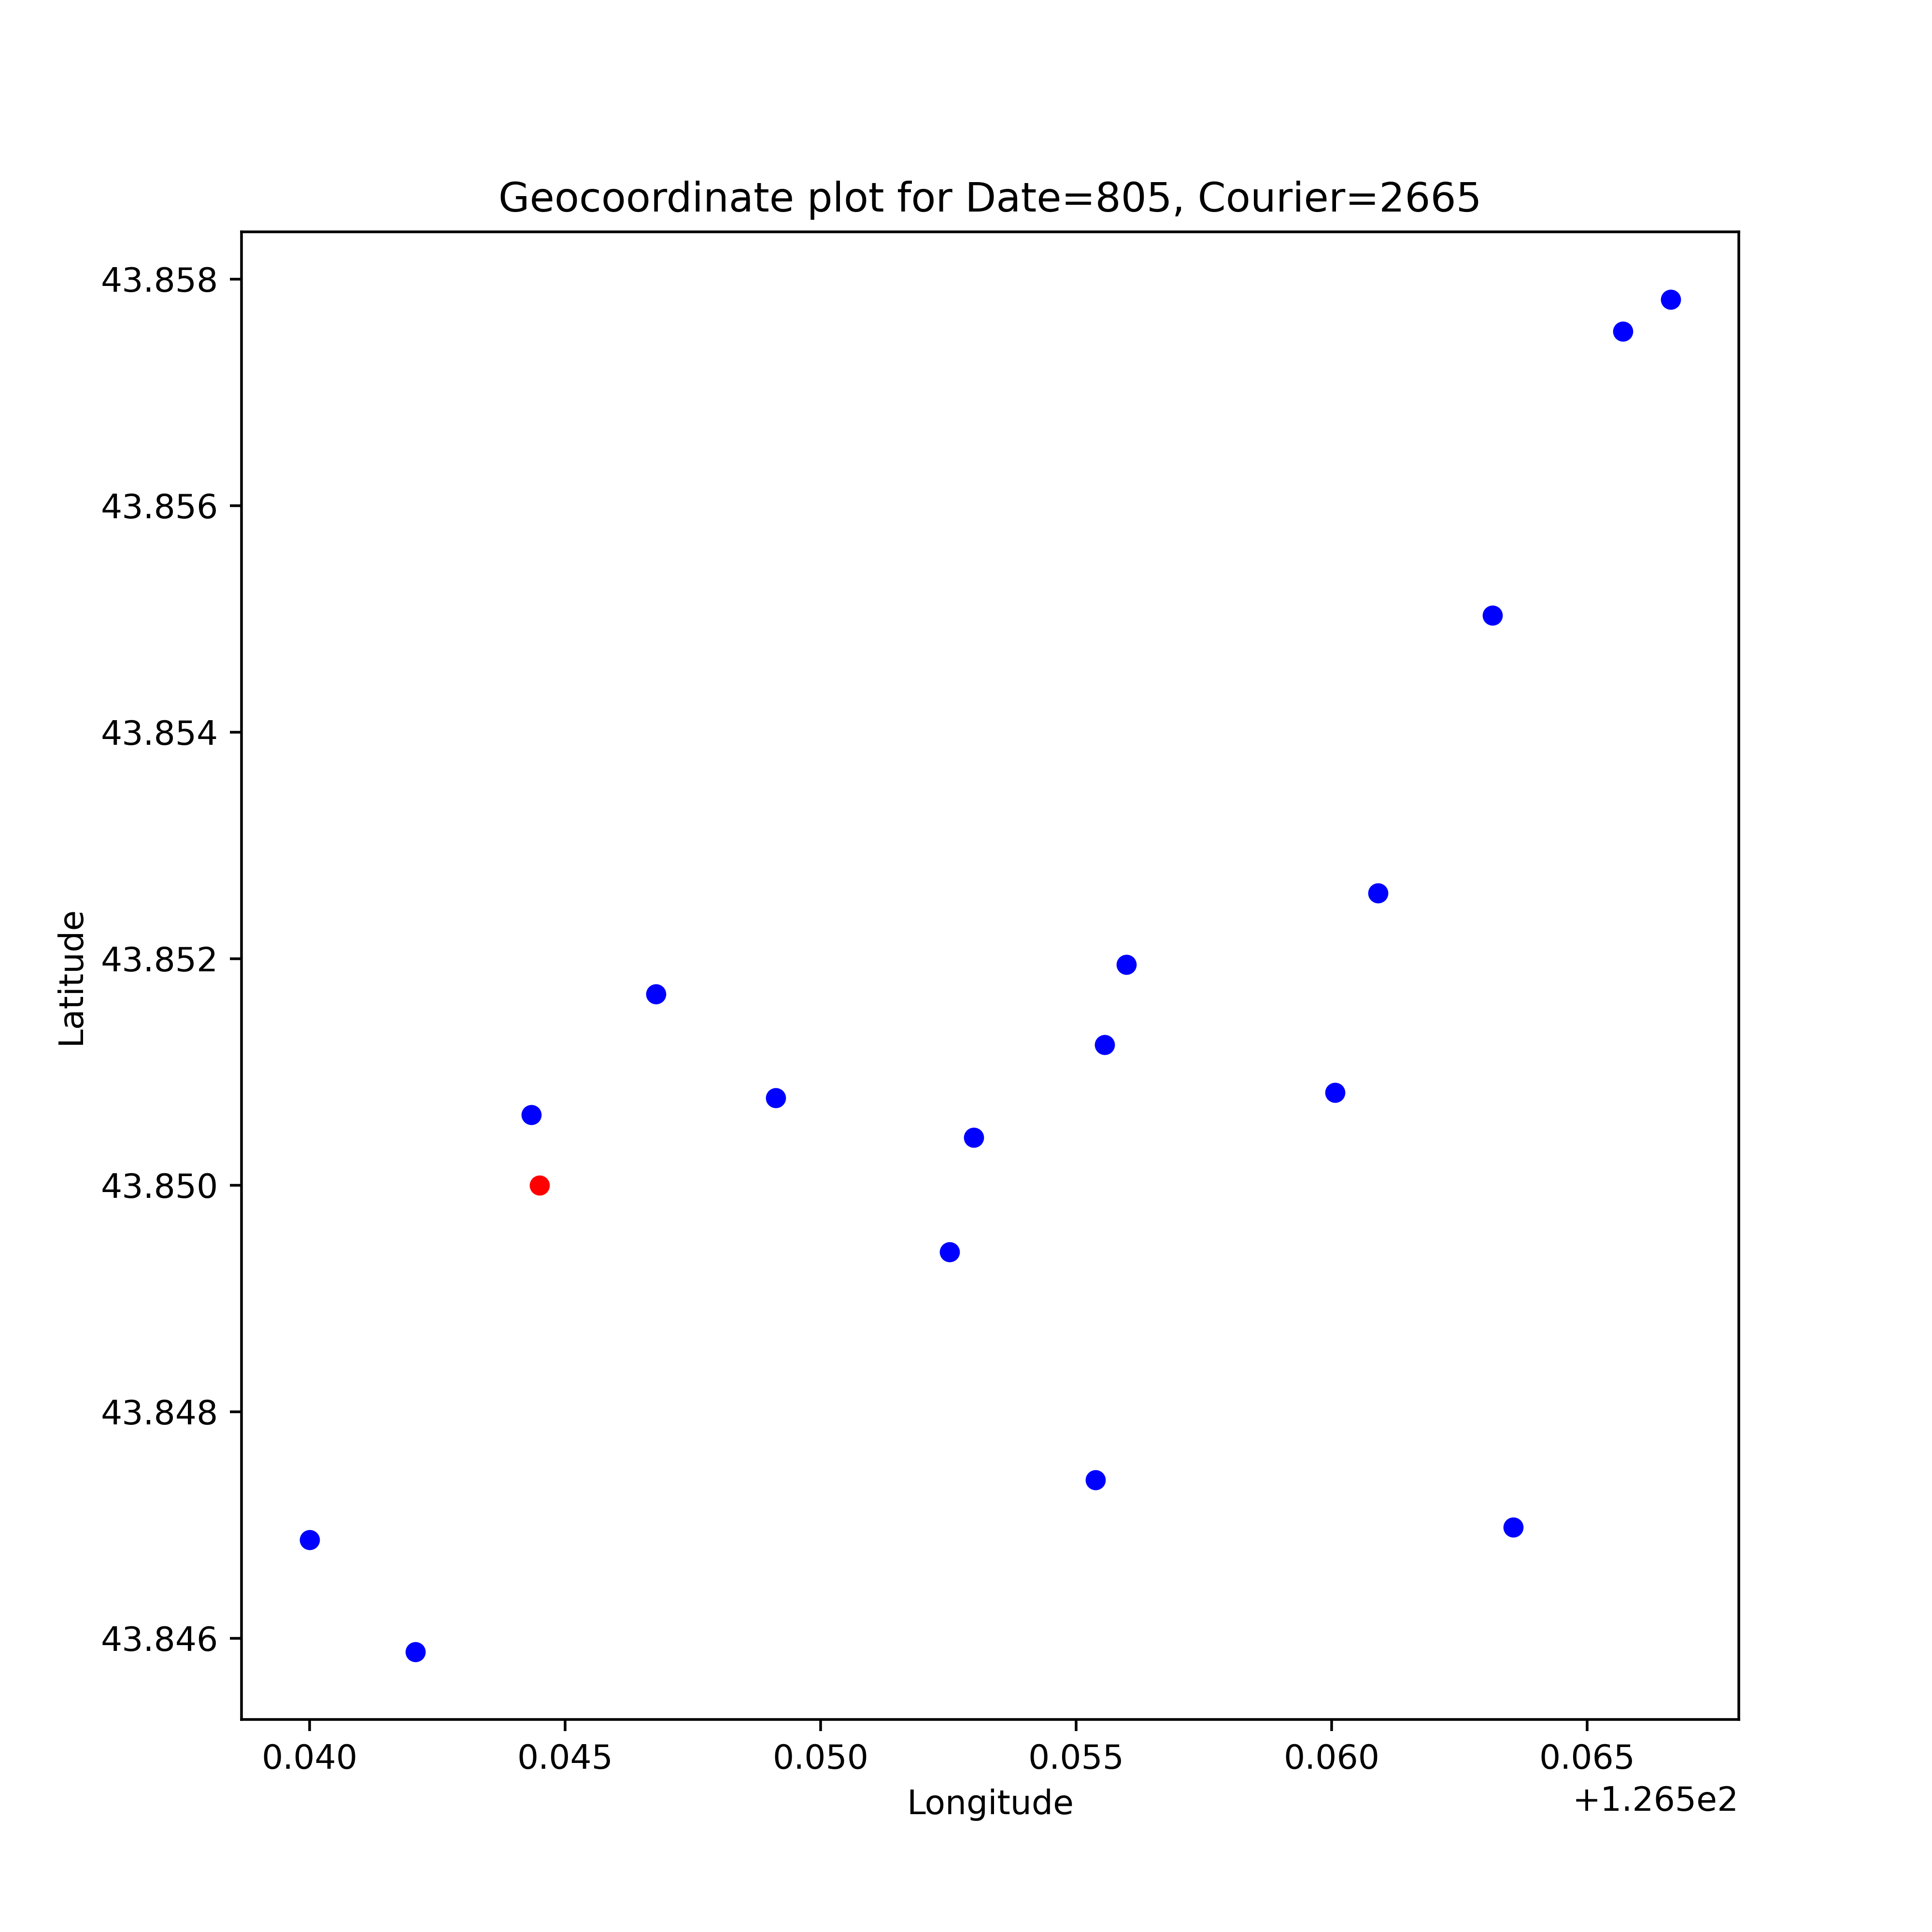 Geocoordinate plot for Date=805, Courier=2665
43.858
43.856
43.854
43.852
43.850
43.848
43.846
Latitude
0.040 0.045 0.050 0.055 0.060 0.065
+1.265e2
Longitude